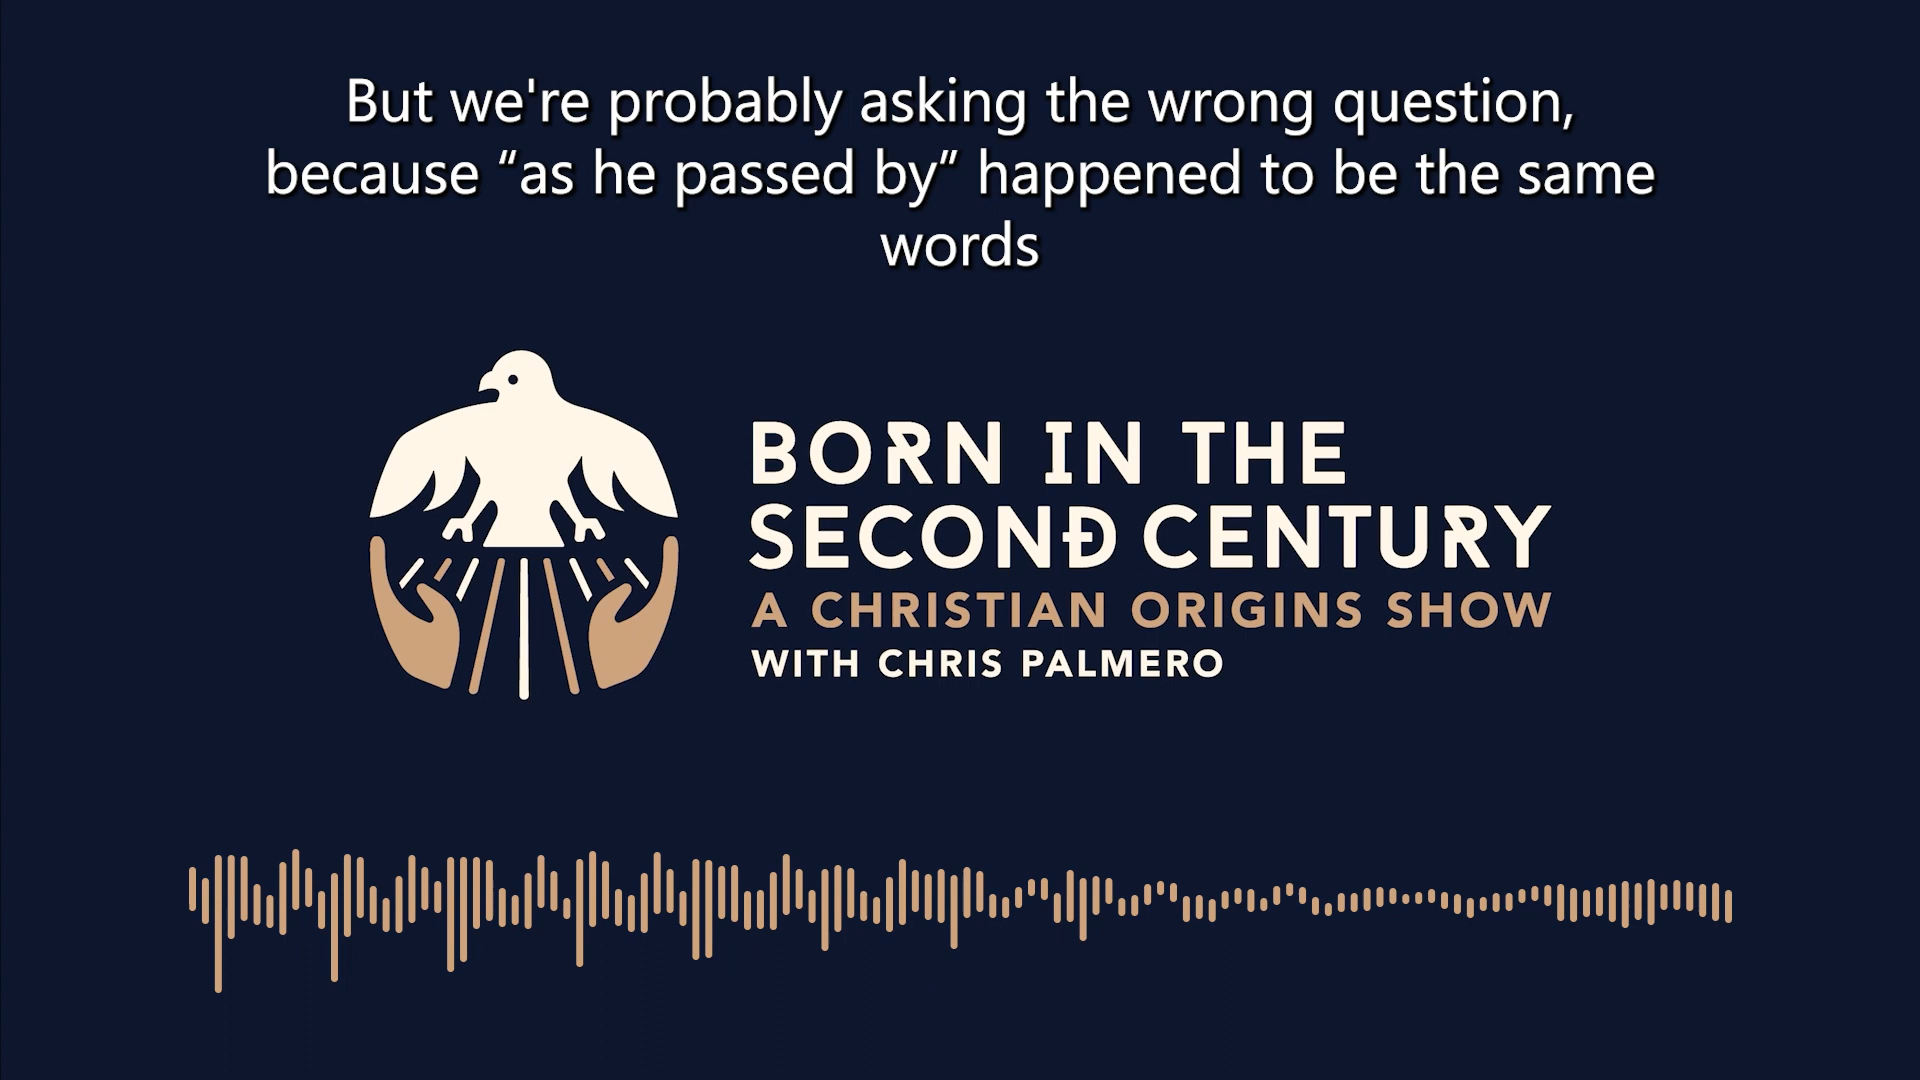 But we're probably asking the wrong question,
because “as he passed by” happened to be the same
words
BORN IN THE
SECOND CENTURY
A CHRISTIAN ORIGINS SHOW
WITH CHRIS PALMERO